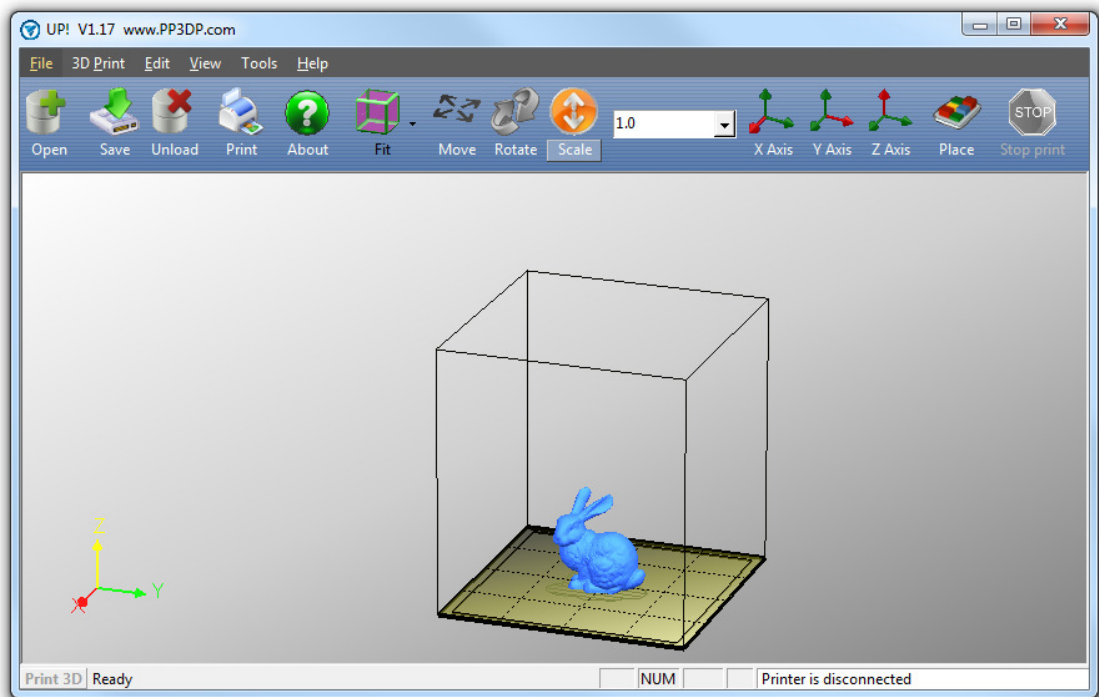 UP! V1.17 www.PP3DP.com
File 3D Print Edit View Tools Help
1.0
STOP
Open Save Unload Print About Fit Move Rotate Scale X Axis Y Axis Z Axis Place Stop print
Z
Y
X
Print 3D Ready NUM Printer is disconnected